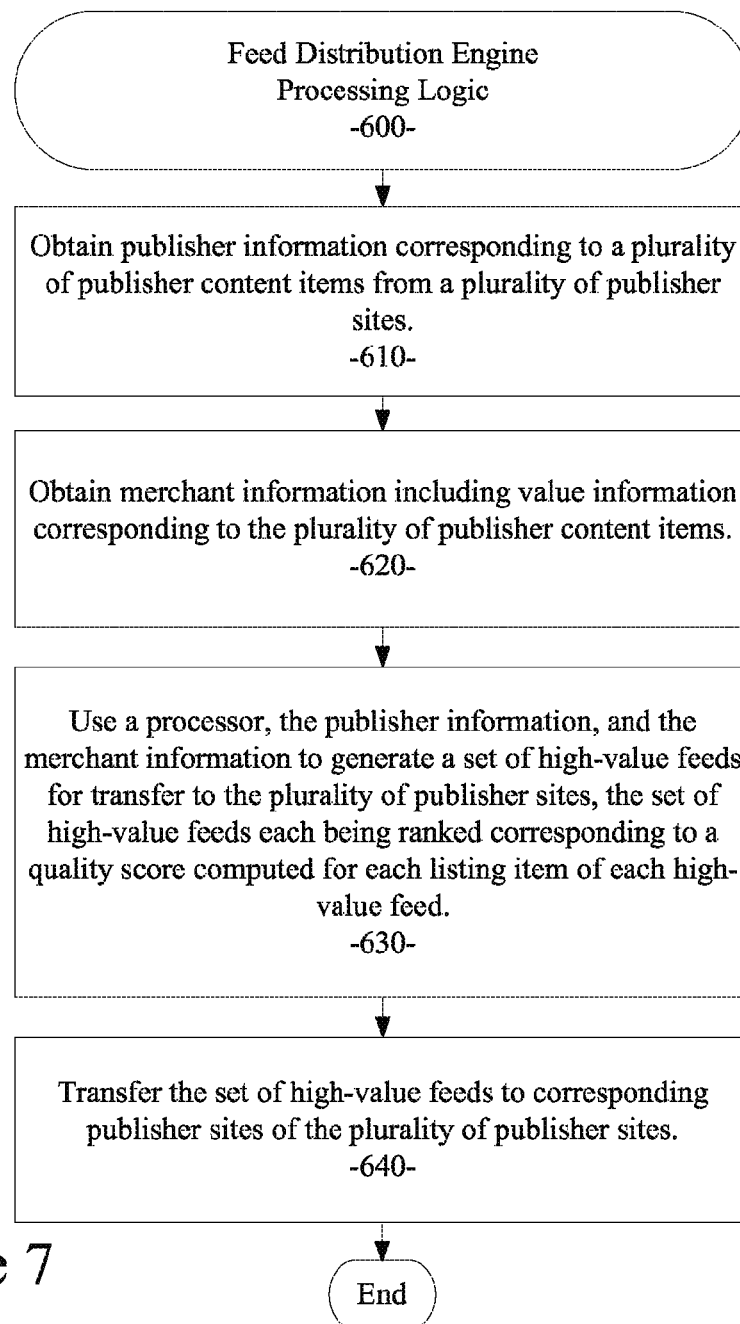 Feed Distribution Engine
Processing Logic
-600-
Obtain publisher information corresponding to a plurality
of publisher content items from a plurality of publisher
sites.
-610-
Obtain merchant information including value information
corresponding to the plurality of publisher content items.
-620-
Use a processor, the publisher information, and the
merchant information to generate a set of high-value feeds
for transfer to the plurality of publisher sites, the set of
high-value feeds each being ranked corresponding to a
quality score computed for each listing item of each high-
value feed.
-630-
Transfer the set of high-value feeds to corresponding
publisher sites of the plurality of publisher sites.
-640-
7
End